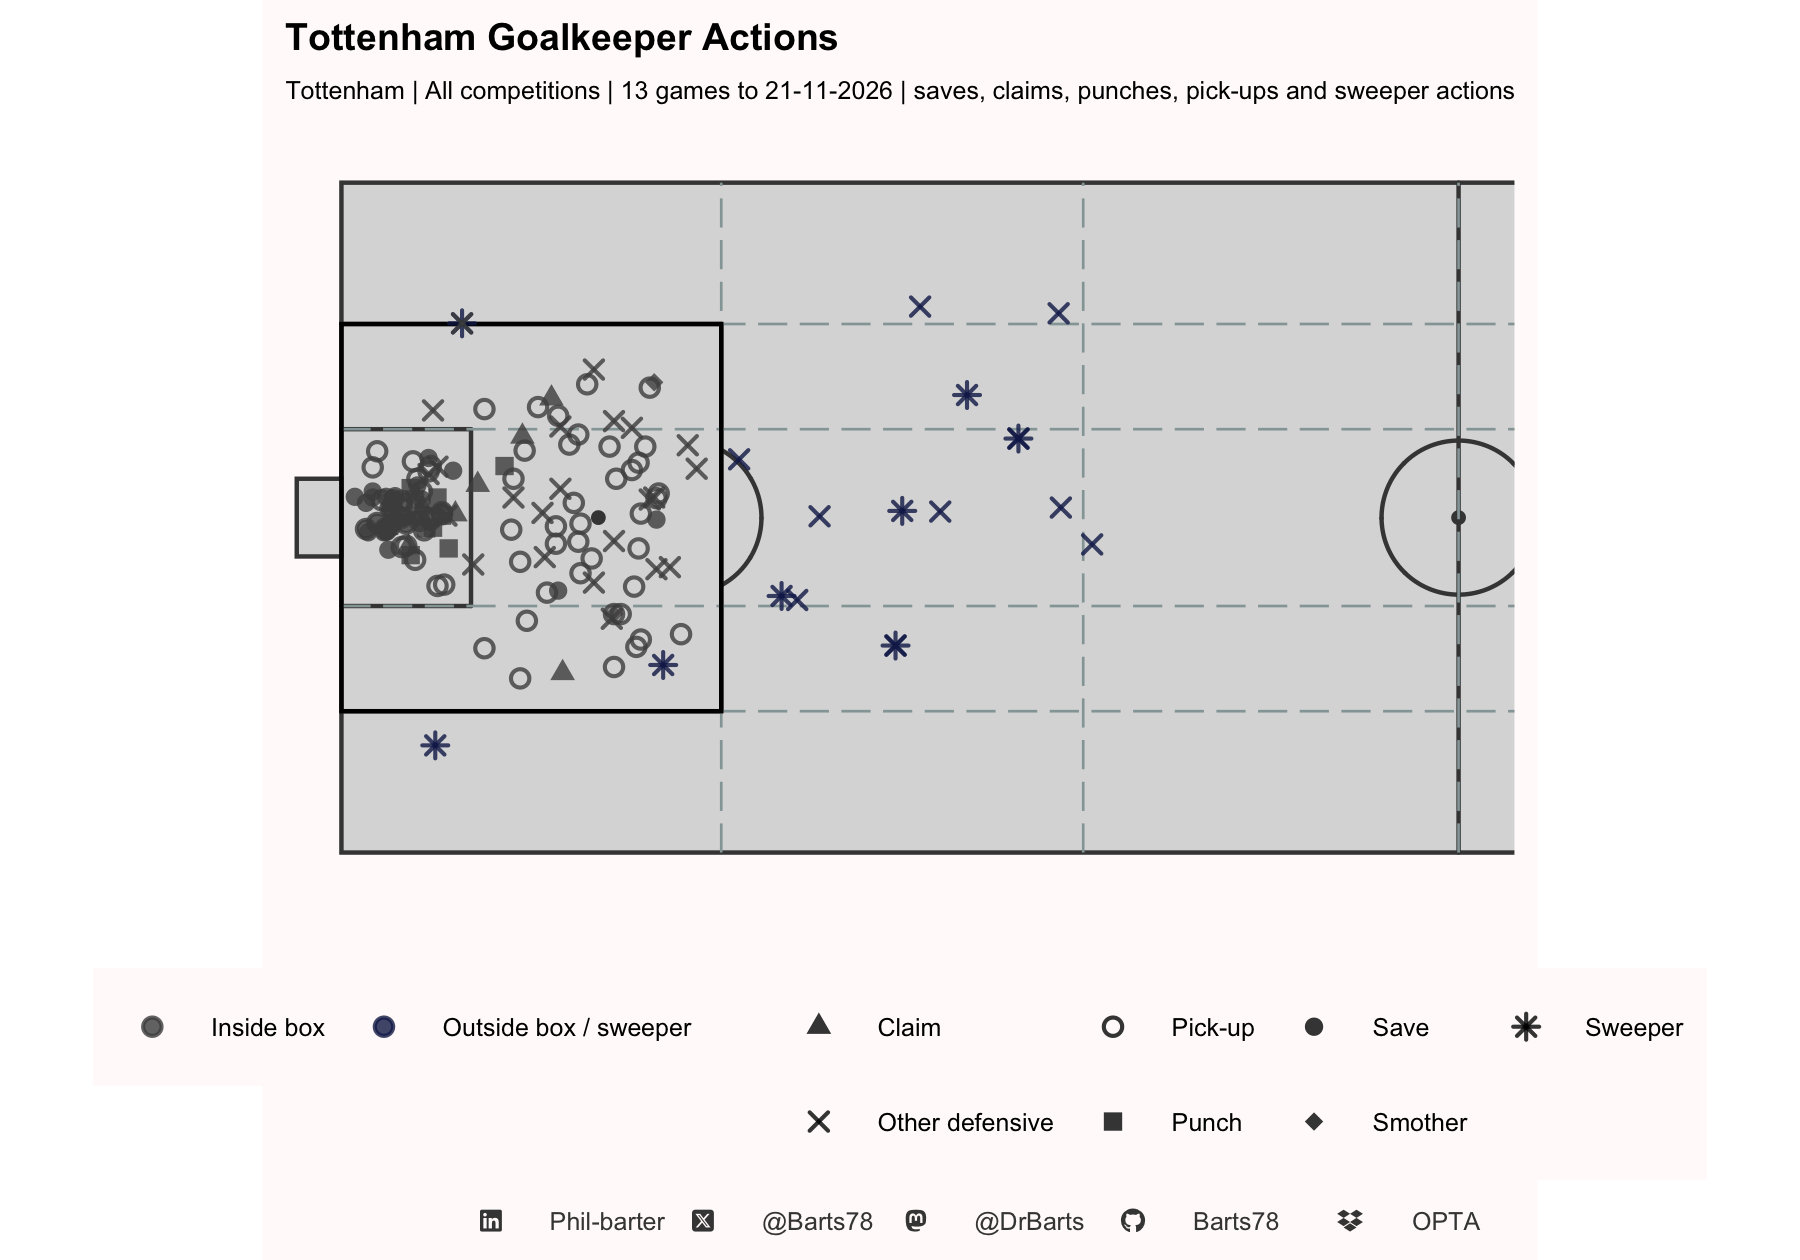 Tottenham Goalkeeper Actions
Tottenham | All competitions | 13 games to 21-11-2026 | saves, claims, punches, pick-ups and sweeper actions
Inside box Outside box / sweeper Claim Pick-up Save Sweeper
Other defensive Punch Smother
Phil-barter @Barts78 @DrBarts Barts78 OPTA